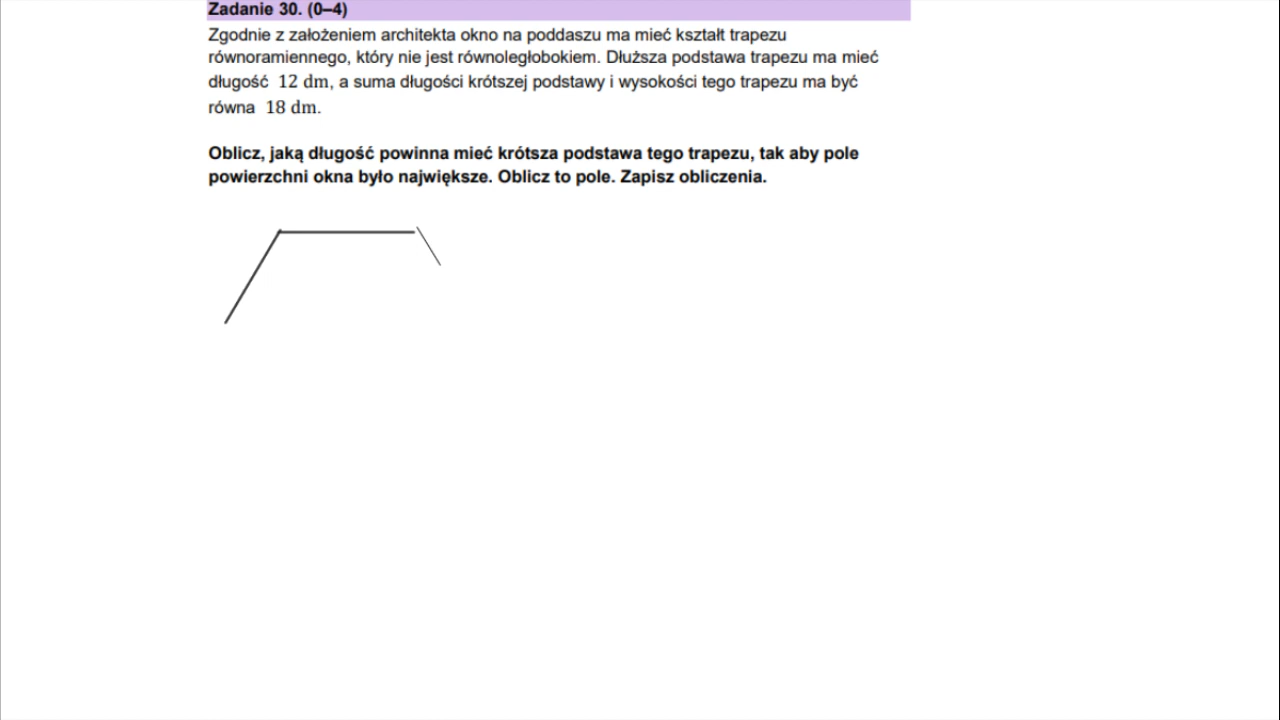 Zadanie 30. (0–4)
Zgodnie z założeniem architekta okno na poddaszu ma mieć kształt trapezu
równoramiennego, który nie jest równoległobokiem. Dłuższa podstawa trapezu ma mieć
długość 12 dm, a suma długości krótszej podstawy i wysokości tego trapezu ma być
równa 18 dm.
Oblicz, jaką długość powinna mieć krótsza podstawa tego trapezu, tak aby pole
powierzchni okna było największe. Oblicz to pole. Zapisz obliczenia.